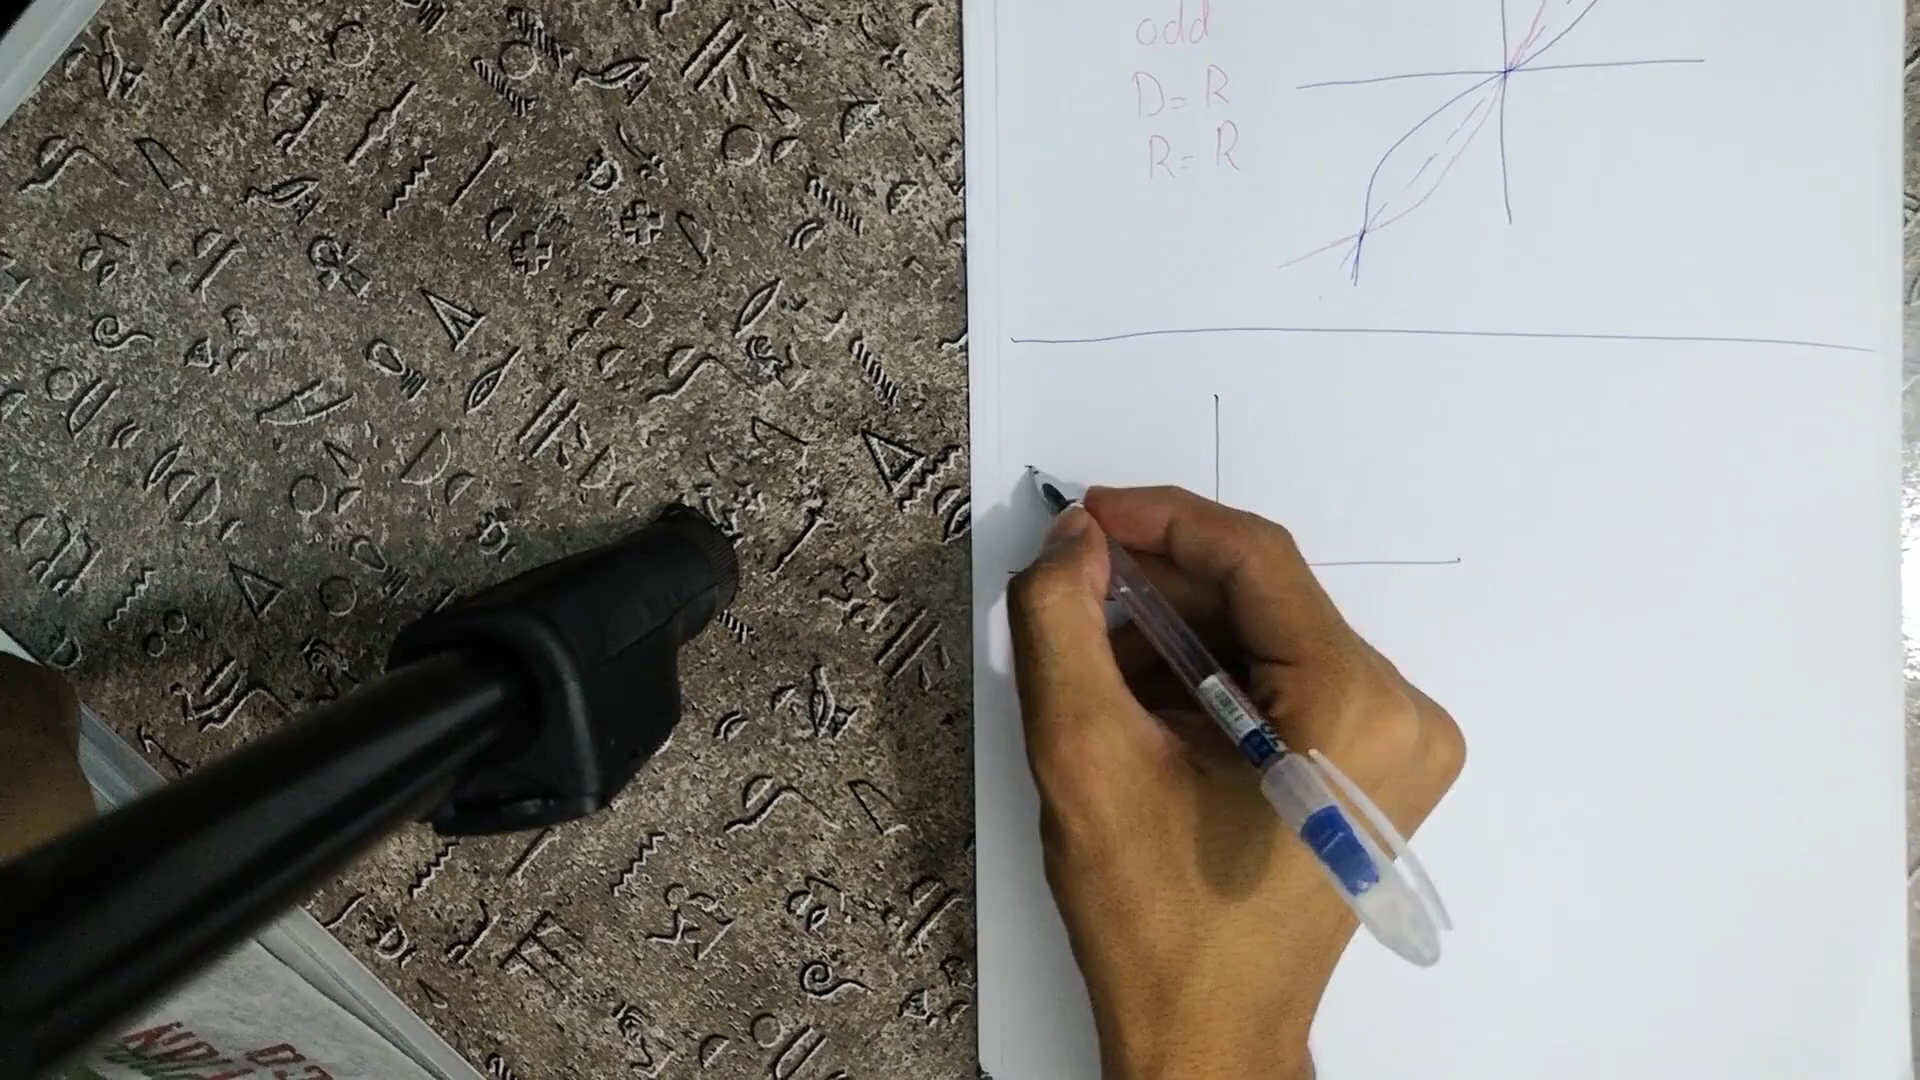 odd
D = R
R = R